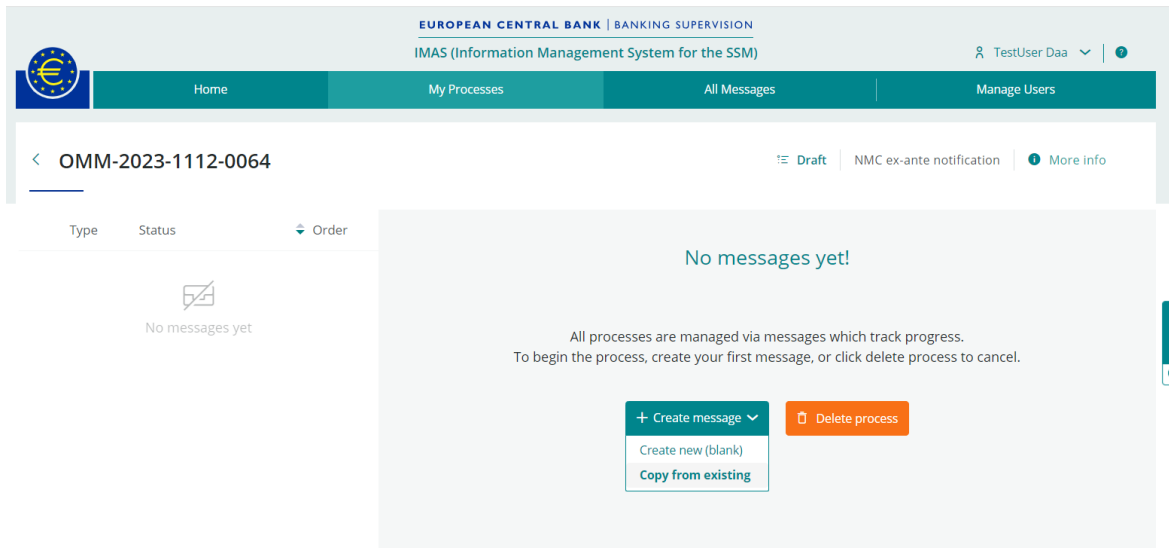 EUROPEAN CENTRAL BANK | BANKING SUPERVISION
IMAS (Information Management System for the SSM)
TestUser Daa
?
Home
My Processes
All Messages
Manage Users
OMM-2023-1112-0064
Draft
NMC ex-ante notification
More info
Type
Status
Order
No messages yet
No messages yet!
All processes are managed via messages which track progress.
To begin the process, create your first message, or click delete process to cancel.
+ Create message
Delete process
Create new (blank)
Copy from existing